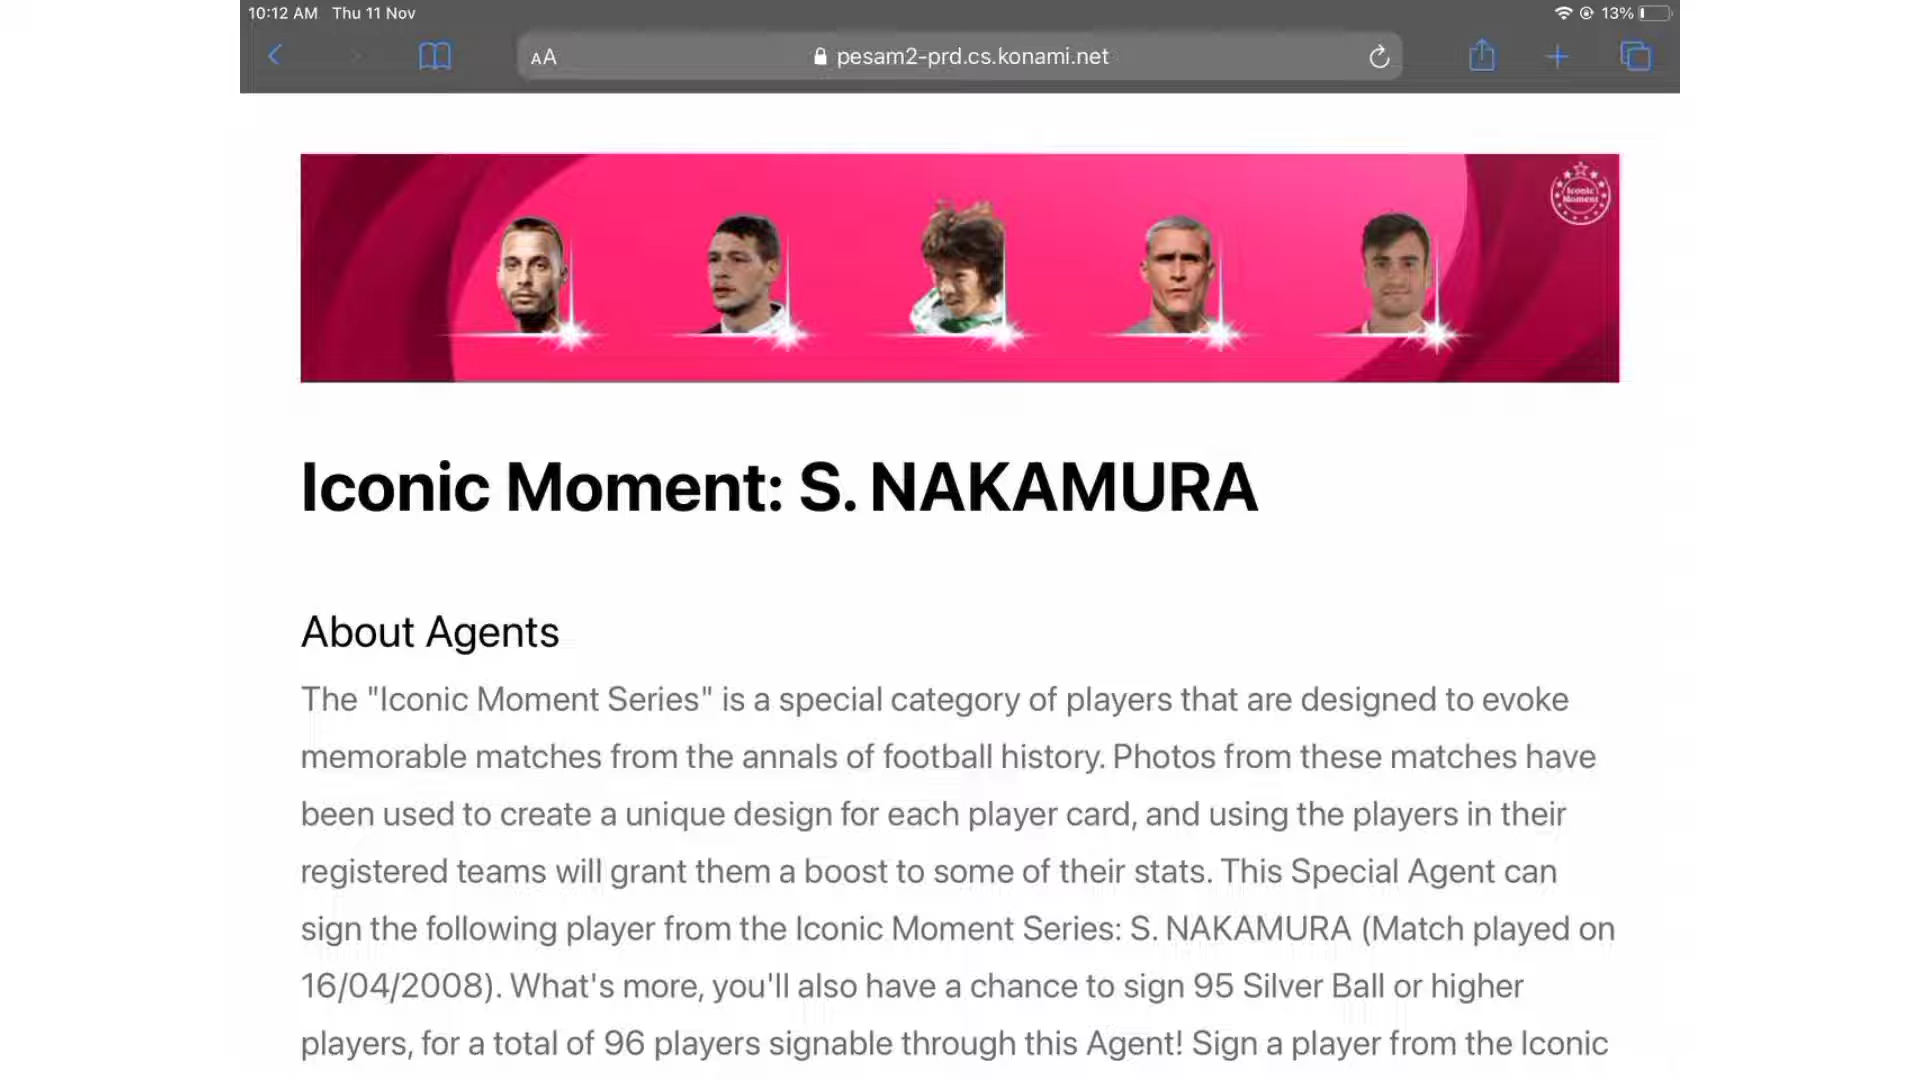 10:12 AM Thu 11 Nov
13%
AA
pesam2-prd.cs.konami.net
Iconic
Moment
Iconic Moment: S. NAKAMURA
About Agents
The "Iconic Moment Series" is a special category of players that are designed to evoke
memorable matches from the annals of football history. Photos from these matches have
been used to create a unique design for each player card, and using the players in their
registered teams will grant them a boost to some of their stats. This Special Agent can
sign the following player from the Iconic Moment Series: S. NAKAMURA (Match played on
16/04/2008). What's more, you'll also have a chance to sign 95 Silver Ball or higher
players, for a total of 96 players signable through this Agent! Sign a player from the Iconic